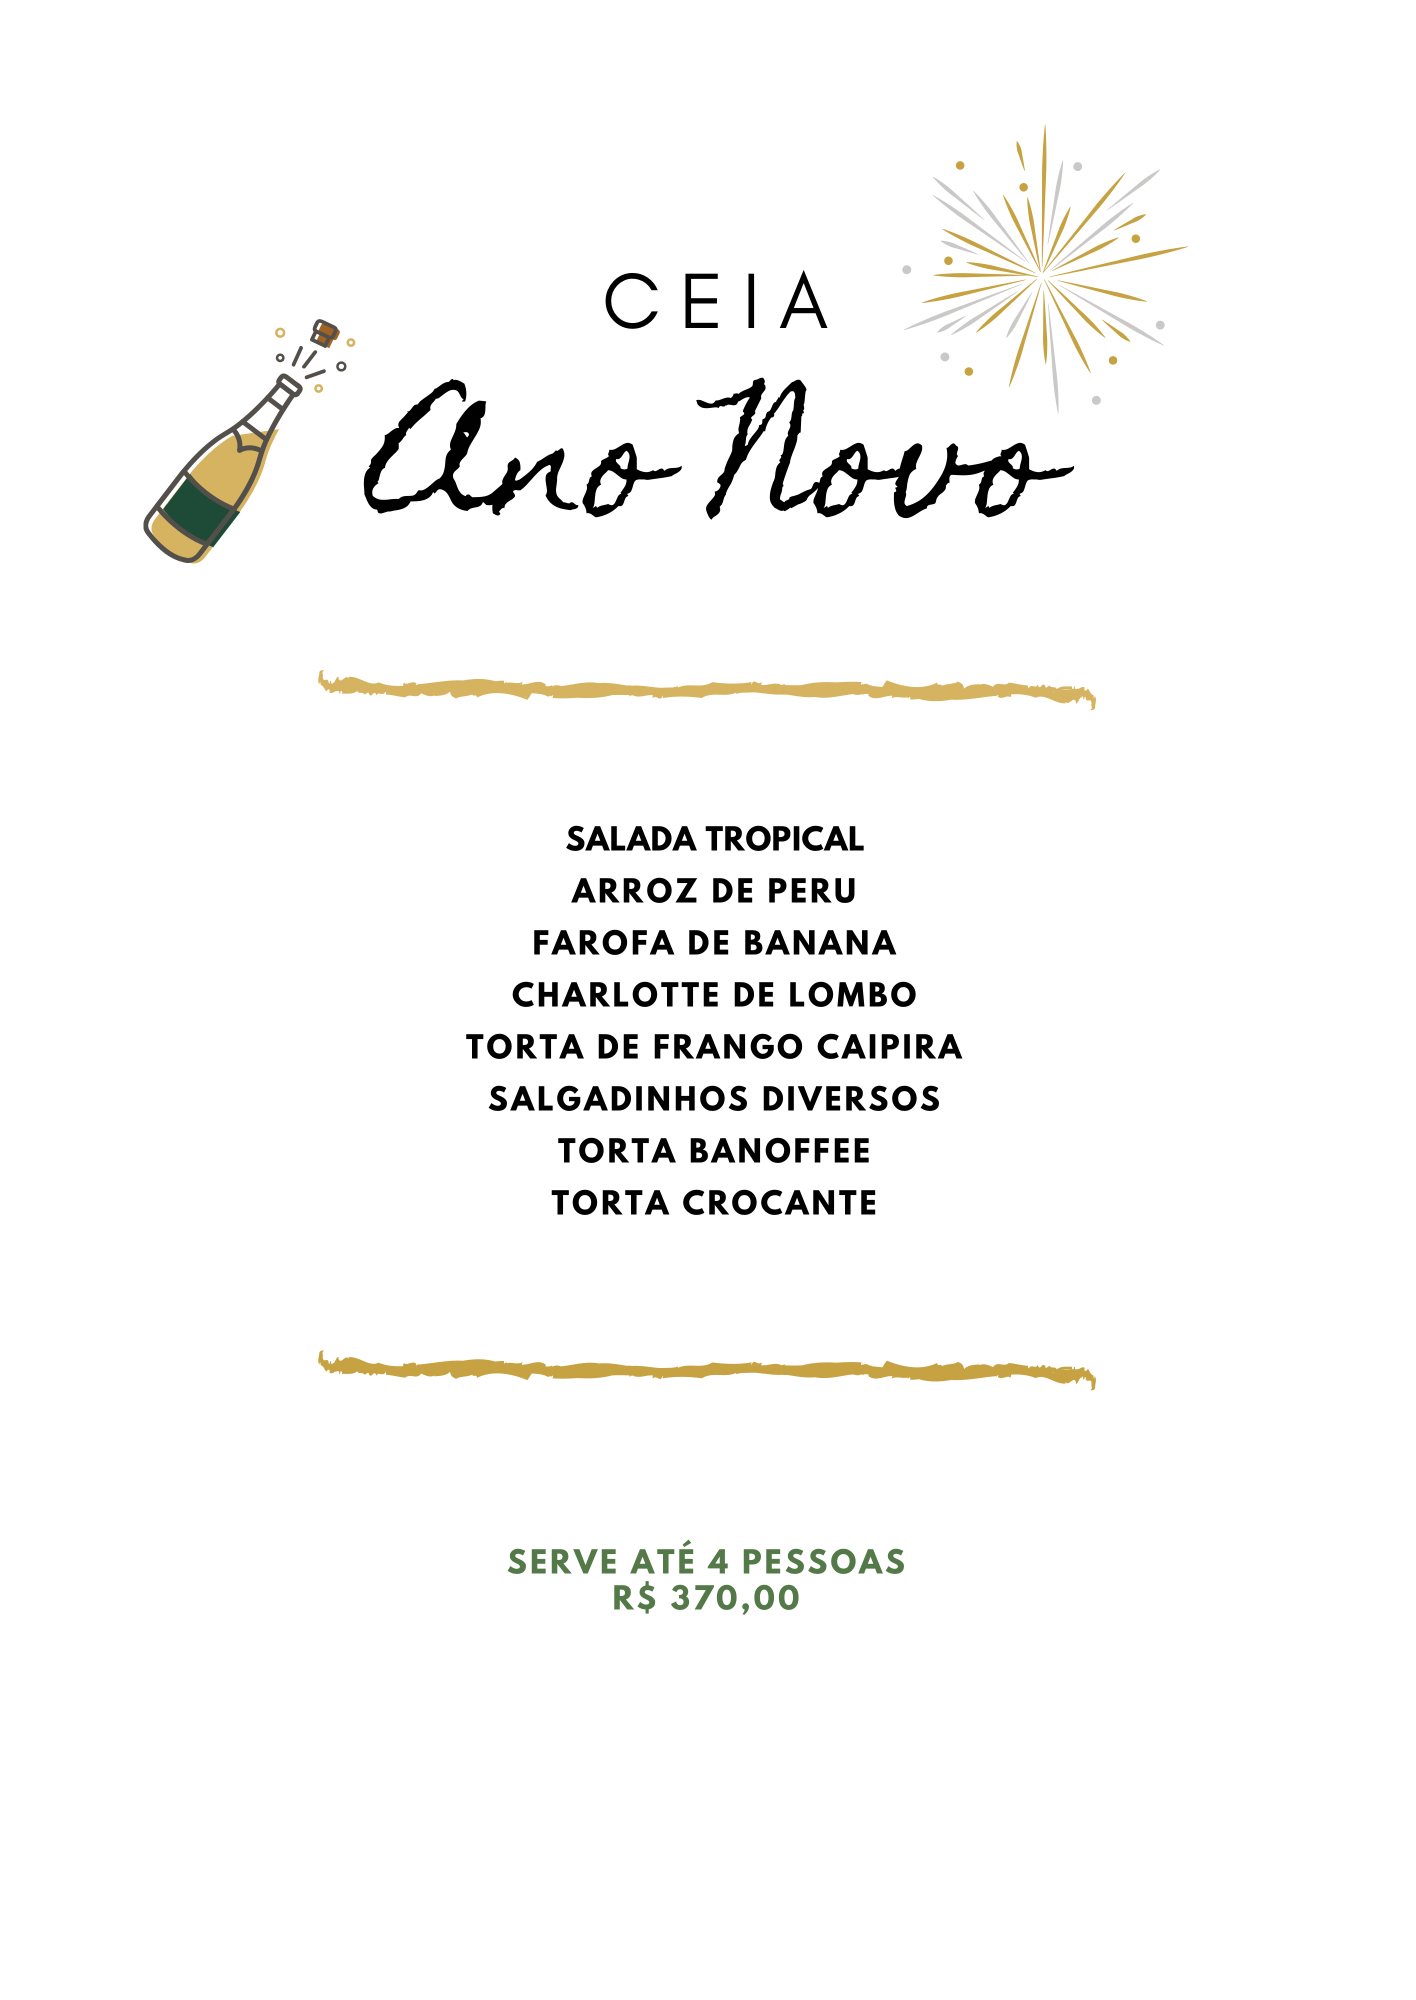 CEIA
Ano Novo
SALADA TROPICAL
ARROZ DE PERU
FAROFA DE BANANA
CHARLOTTE DE LOMBO
TORTA DE FRANGO CAIPIRA
SALGADINHOS DIVERSOS
TORTA BANOFFEE
TORTA CROCANTE
SERVE ATÉ 4 PESSOAS
R$ 370,00